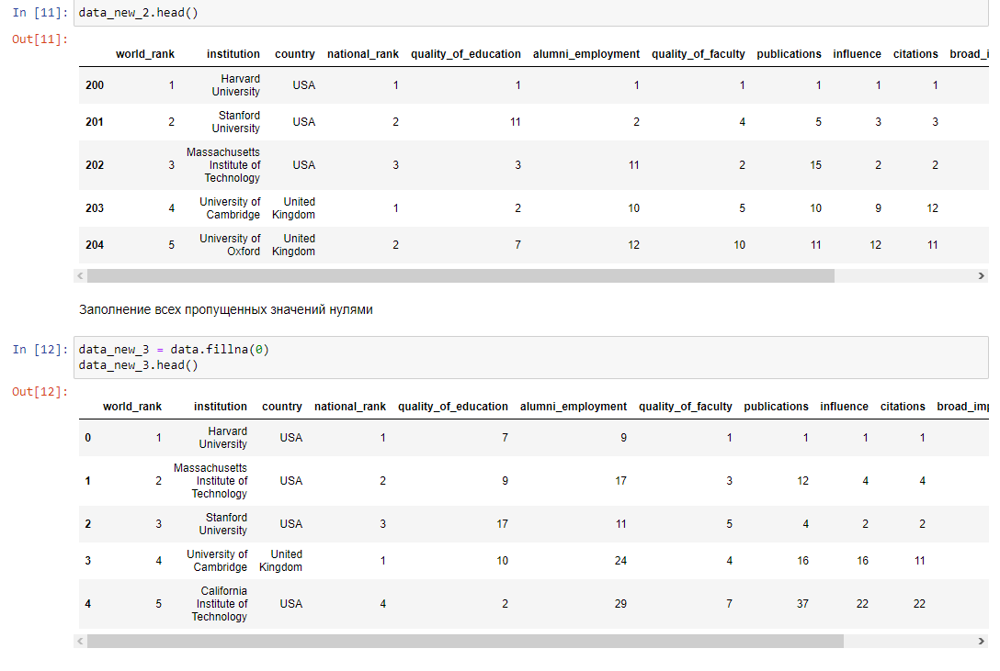 In [11]: data_new_2.head()
Out[11]:
world_rank institution country national_rank quality_of_education alumni_employment quality_of_faculty publications influence citations broad_i
200 1 Harvard University USA 1 1 1 1 1 1 1
201 2 Stanford University USA 2 11 2 4 5 3 3
202 3 Massachusetts Institute of Technology USA 3 3 11 2 15 2 2
203 4 University of Cambridge United Kingdom 1 2 10 5 10 9 12
204 5 University of Oxford United Kingdom 2 7 12 10 11 12 11
Заполнение всех пропущенных значений нулями
In [12]: data_new_3 = data.fillna(0)
data_new_3.head()
Out[12]:
world_rank institution country national_rank quality_of_education alumni_employment quality_of_faculty publications influence citations broad_imp
0 1 Harvard University USA 1 7 9 1 1 1 1
1 2 Massachusetts Institute of Technology USA 2 9 17 3 12 4 4
2 3 Stanford University USA 3 17 11 5 4 2 2
3 4 University of Cambridge United Kingdom 1 10 24 4 16 16 11
4 5 California Institute of Technology USA 4 2 29 7 37 22 22